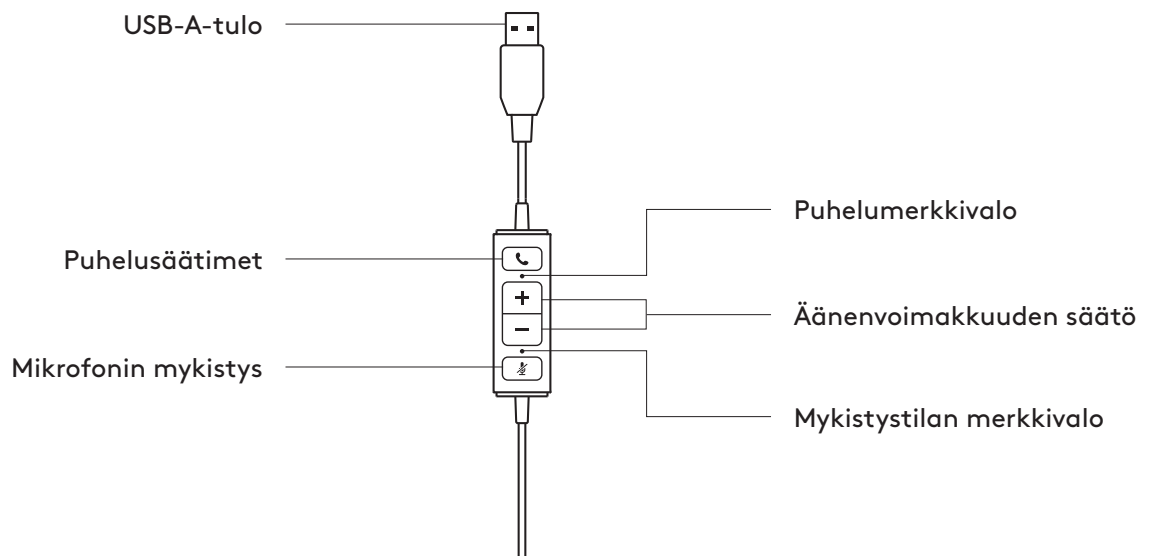 USB-A-tulo
Puhelumerkkivalo
Puhelusäätimet
Äänenvoimakkuuden säätö
Mikrofonin mykistys
Mykistystilan merkkivalo